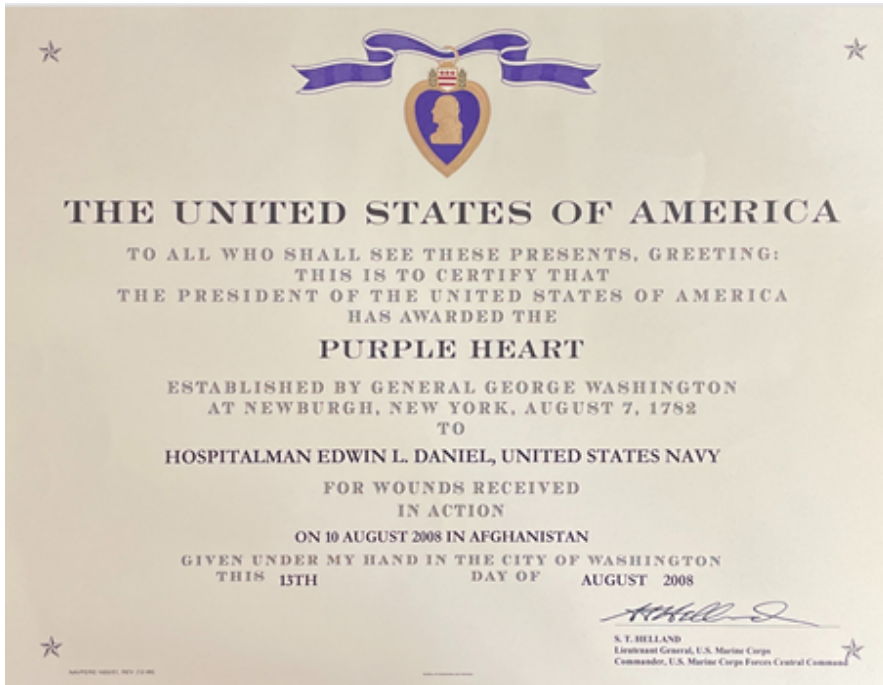 THE UNITED STATES OF AMERICA
TO ALL WHO SHALL SEE THESE PRESENTS, GREETING:
THIS IS TO CERTIFY THAT
THE PRESIDENT OF THE UNITED STATES OF AMERICA
HAS AWARDED THE
PURPLE HEART
ESTABLISHED BY GENERAL GEORGE WASHINGTON
AT NEWBURGH, NEW YORK, AUGUST 7, 1782
TO
HOSPITALMAN EDWIN L. DANIEL, UNITED STATES NAVY
FOR WOUNDS RECEIVED
IN ACTION
ON 10 AUGUST 2008 IN AFGHANISTAN
GIVEN UNDER MY HAND IN THE CITY OF WASHINGTON
THIS 13TH DAY OF AUGUST 2008
S. T. HELLAND
Lieutenant General, U.S. Marine Corps
Commander, U.S. Marine Corps Forces Central Command